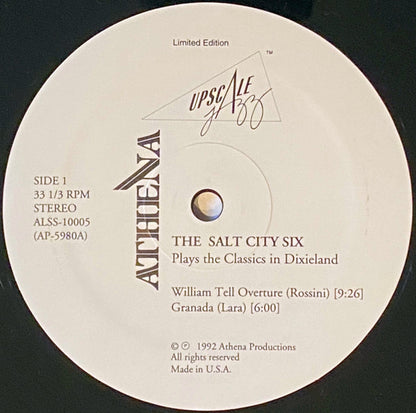 Limited Edition
UPSCALE
Jazz
TM
ATHENA
SIDE 1
33 1/3 RPM
STEREO
ALSS-10005
(AP-5980A)
THE SALT CITY SIX
Plays the Classics in Dixieland
William Tell Overture (Rossini) [9:26]
Granada (Lara) [6:00]
© ℗ 1992 Athena Productions
All rights reserved
Made in U.S.A.